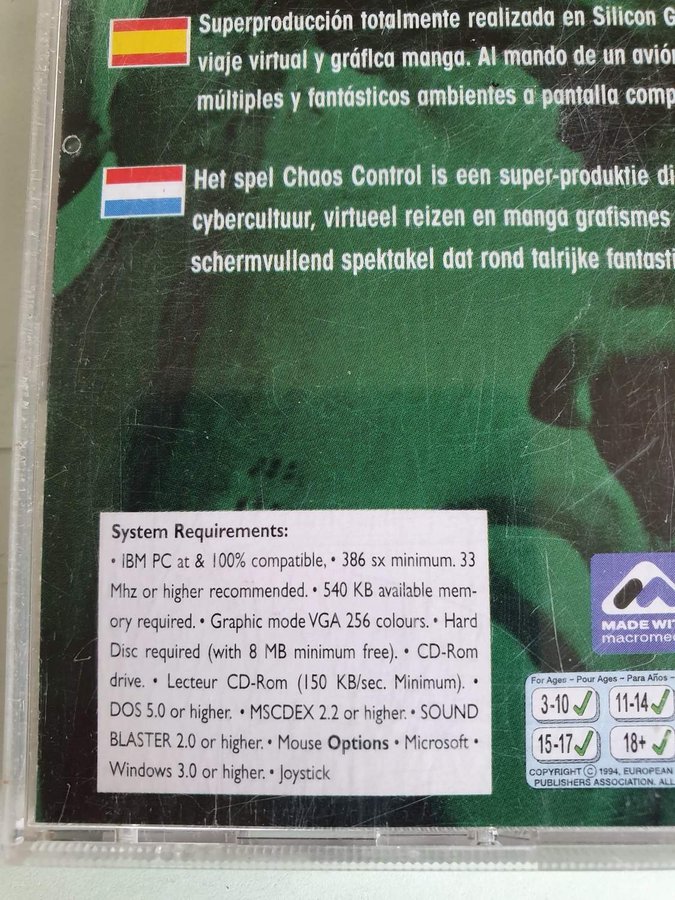 Superproducción totalmente realizada en Silicon G
viaje virtual y gráfica manga. Al mando de un avión
múltiples y fantásticos ambientes a pantalla comp
Het spel Chaos Control is een super-produktie di
cybercultuur, virtueel reizen en manga grafismes
schermvullend spektakel dat rond talrijke fantasti
System Requirements:
• IBM PC at & 100% compatible, • 386 sx minimum. 33
Mhz or higher recommended. • 540 KB available mem-
ory required. • Graphic mode VGA 256 colours. • Hard
Disc required (with 8 MB minimum free). • CD-Rom
drive. • Lecteur CD-Rom (150 KB/sec. Minimum). •
DOS 5.0 or higher. • MSCDEX 2.2 or higher. • SOUND
BLASTER 2.0 or higher. • Mouse Options • Microsoft •
Windows 3.0 or higher. • Joystick
MADE WIT
macromed
For Ages – Pour Ages – Para Años –
3-10 11-14
15-17 18+
COPYRIGHT © 1994, EUROPEAN
PUBLISHERS ASSOCIATION. ALL